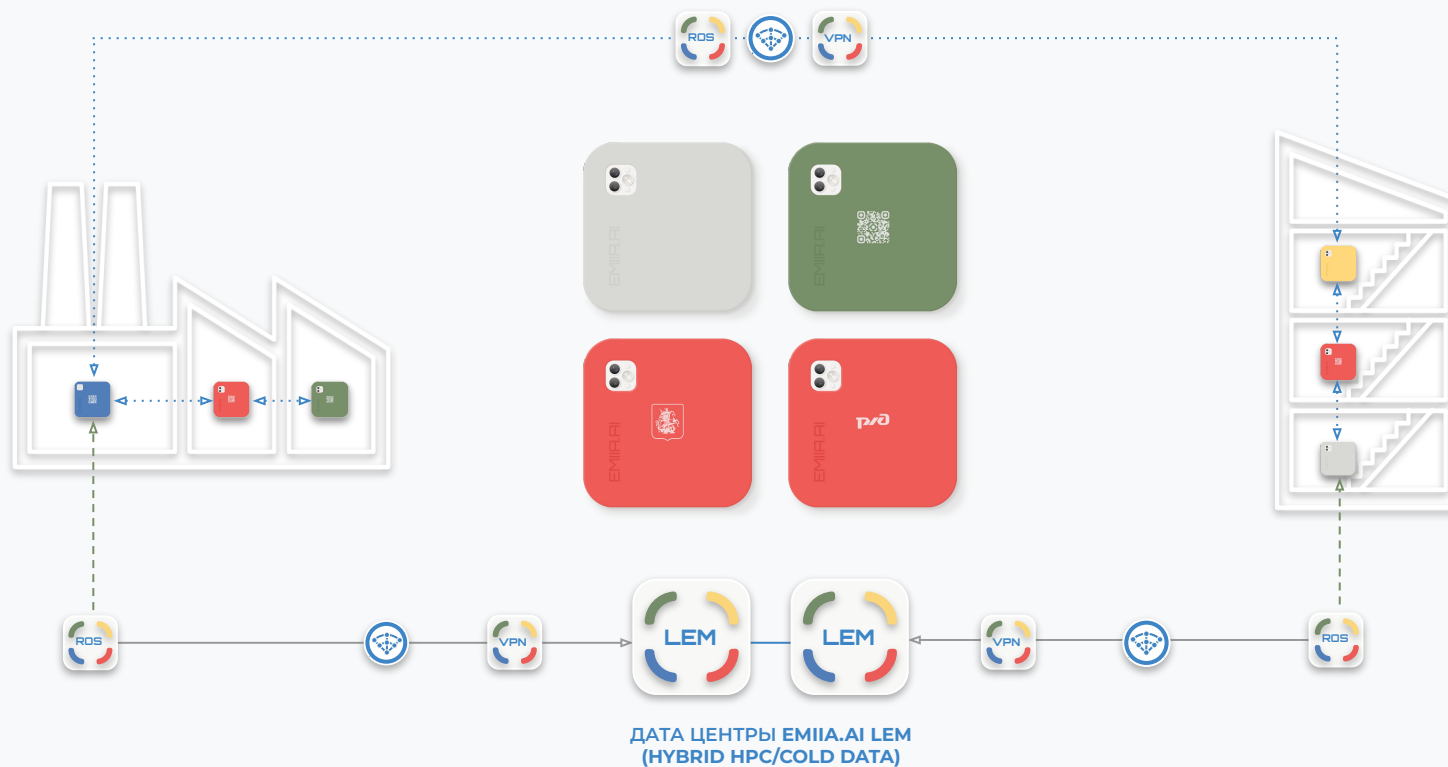 ROS
VPN
EMIIA.AI
EMIIA.AI
EMIIA.AI
EMIIA.AI
ржд
ROS
VPN
LEM
LEM
VPN
ROS
ДАТА ЦЕНТРЫ EMIIA.AI LEM
(HYBRID HPC/COLD DATA)